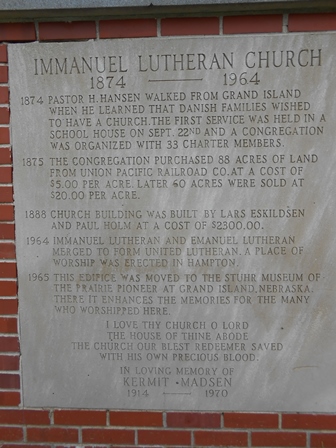 IMMANUEL LUTHERAN CHURCH
1874 — 1964
1874 PASTOR H. HANSEN WALKED FROM GRAND ISLAND
WHEN HE LEARNED THAT DANISH FAMILIES WISHED
TO HAVE A CHURCH. THE FIRST SERVICE WAS HELD IN A
SCHOOL HOUSE ON SEPT. 22ND AND A CONGREGATION
WAS ORGANIZED WITH 33 CHARTER MEMBERS.
1875 THE CONGREGATION PURCHASED 88 ACRES OF LAND
FROM UNION PACIFIC RAILROAD CO. AT A COST OF
$5.00 PER ACRE. LATER 60 ACRES WERE SOLD AT
$20.00 PER ACRE.
1888 CHURCH BUILDING WAS BUILT BY LARS ESKILDSEN
AND PAUL HOLM AT A COST OF $2300.00.
1964 IMMANUEL LUTHERAN AND EMANUEL LUTHERAN
MERGED TO FORM UNITED LUTHERAN. A PLACE OF
WORSHIP WAS ERECTED IN HAMPTON.
1965 THIS EDIFICE WAS MOVED TO THE STUHR MUSEUM OF
THE PRAIRIE PIONEER AT GRAND ISLAND, NEBRASKA.
THERE IT ENHANCES THE MEMORIES FOR THE MANY
WHO WORSHIPPED HERE.
I LOVE THY CHURCH O LORD
THE HOUSE OF THINE ABODE
THE CHURCH OUR BLEST REDEEMER SAVED
WITH HIS OWN PRECIOUS BLOOD.
IN LOVING MEMORY OF
KERMIT · MADSEN
1914 — 1970